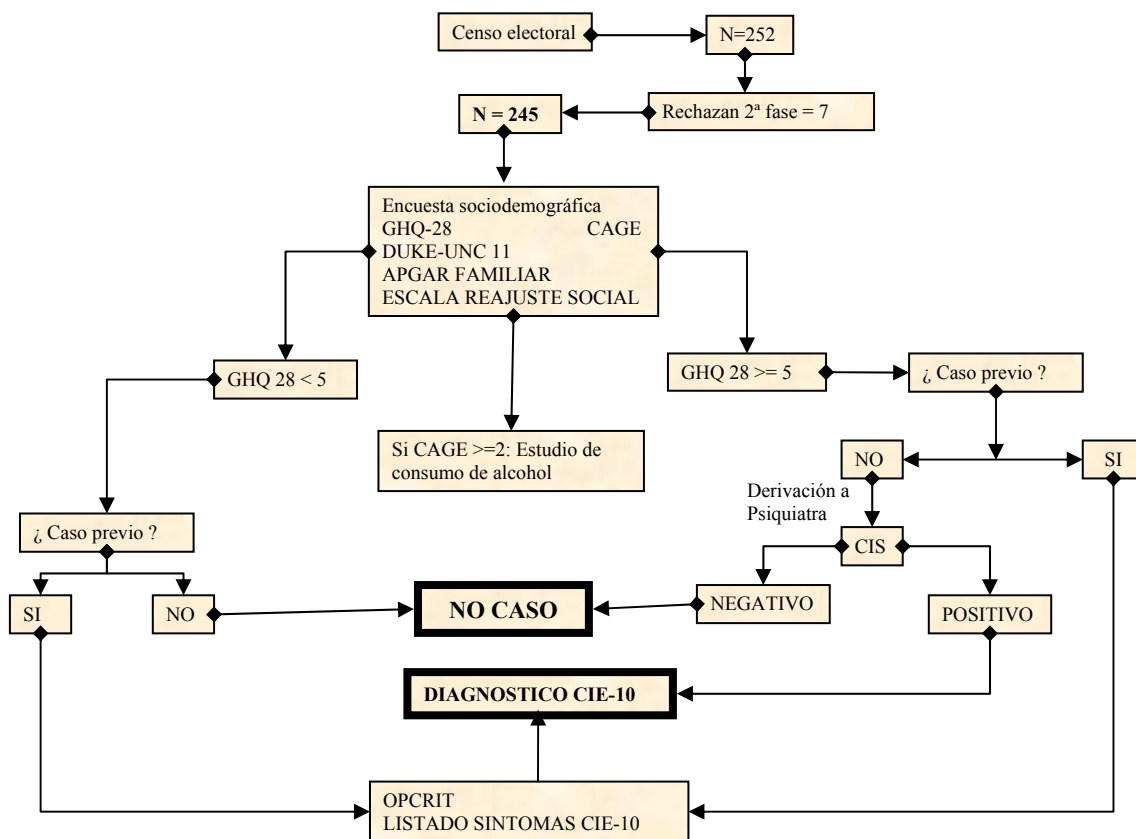 Censo electoral
N=252
N = 245
Rechazan 2ª fase = 7
Encuesta sociodemográfica
GHQ-28 CAGE
DUKE-UNC 11
APGAR FAMILIAR
ESCALA REAJUSTE SOCIAL
GHQ 28 < 5
GHQ 28 >= 5
¿ Caso previo ?
Si CAGE >=2: Estudio de
consumo de alcohol
NO
SI
Derivación a
Psiquiatra
¿ Caso previo ?
CIS
SI
NO
NO CASO
NEGATIVO
POSITIVO
DIAGNOSTICO CIE-10
OPCRIT
LISTADO SINTOMAS CIE-10